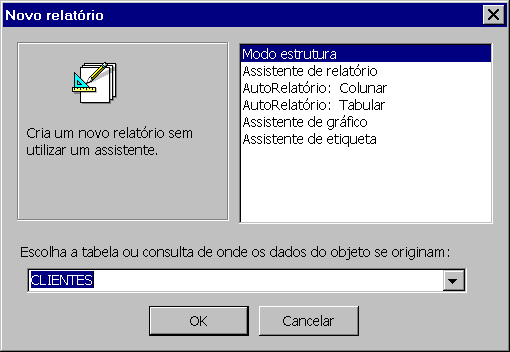 Novo relatório
Cria um novo relatório sem
utilizar um assistente.
Modo estrutura
Assistente de relatório
AutoRelatório: Colunar
AutoRelatório: Tabular
Assistente de gráfico
Assistente de etiqueta
Escolha a tabela ou consulta de onde os dados do objeto se originam:
CLIENTES
OK
Cancelar